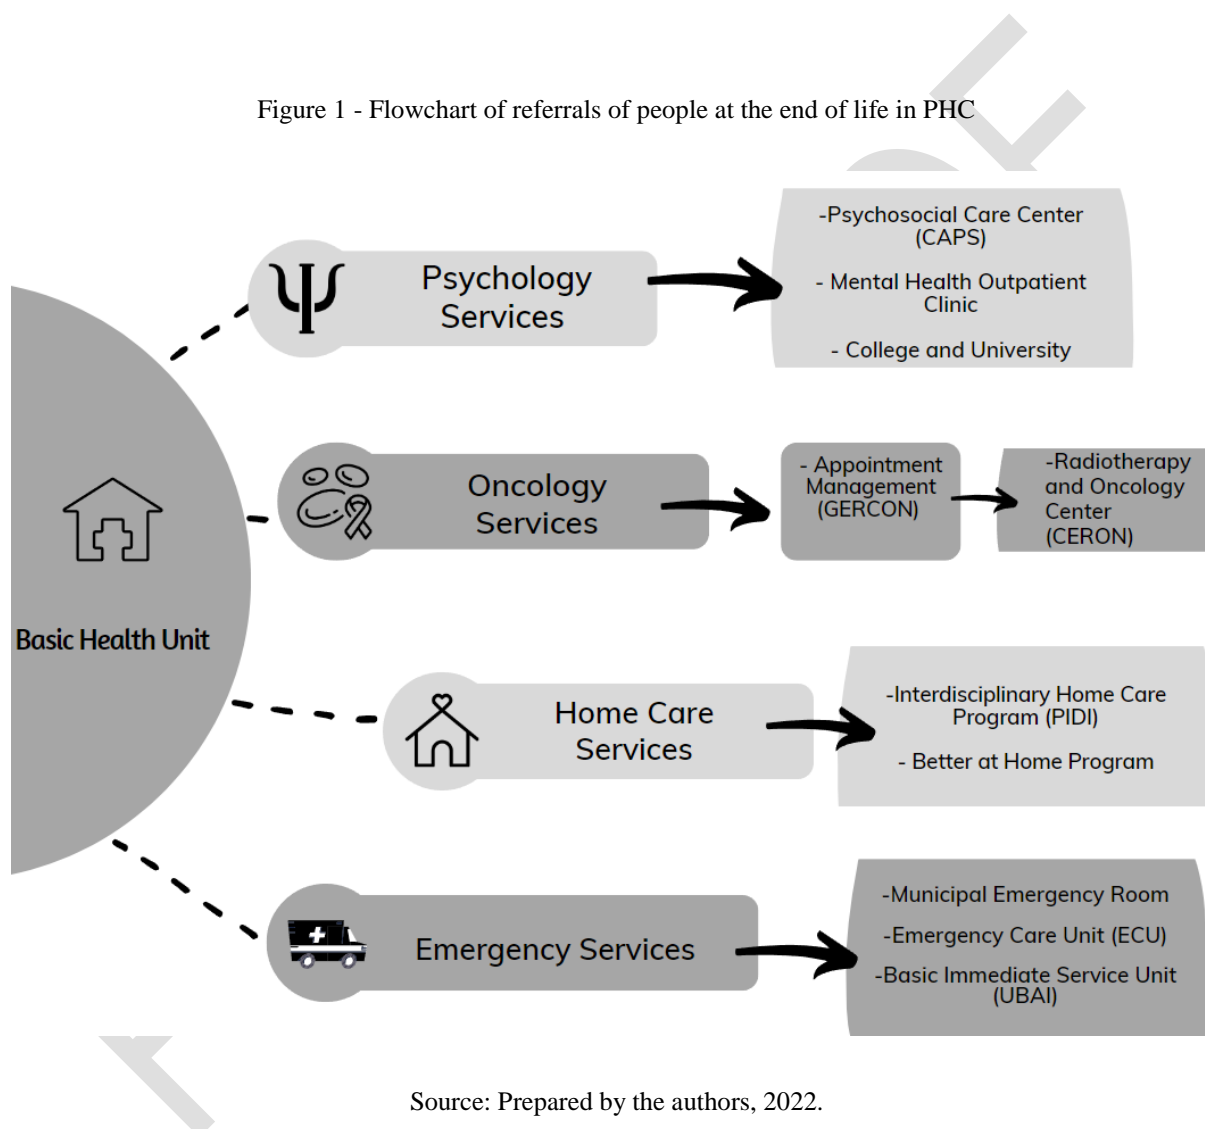 Figure 1 - Flowchart of referrals of people at the end of life in PHC
-Psychosocial Care Center
(CAPS)
- Mental Health Outpatient
Clinic
- College and University
Psychology
Services
Oncology
Services
- Appointment
Management
(GERCON)
-Radiotherapy
and Oncology
Center
(CERON)
Basic Health Unit
Home Care
Services
-Interdisciplinary Home Care
Program (PIDI)
- Better at Home Program
Emergency Services
-Municipal Emergency Room
-Emergency Care Unit (ECU)
-Basic Immediate Service Unit
(UBAI)
Source: Prepared by the authors, 2022.